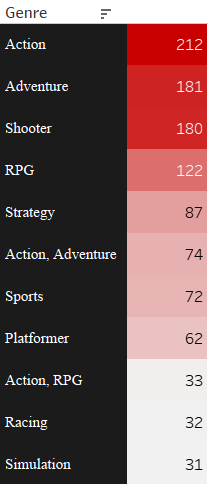 Genre
Action 212
Adventure 181
Shooter 180
RPG 122
Strategy 87
Action, Adventure 74
Sports 72
Platformer 62
Action, RPG 33
Racing 32
Simulation 31